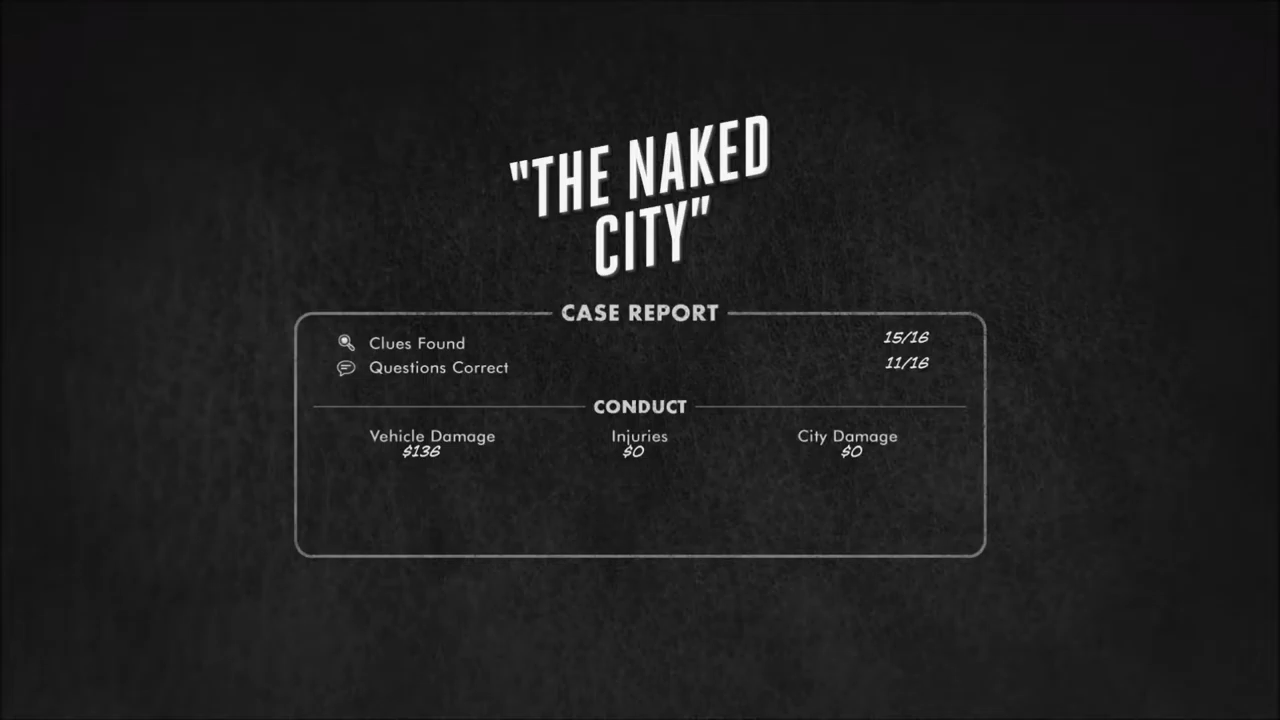 "THE NAKED
CITY"
CASE REPORT
Clues Found 15/16
Questions Correct 11/16
CONDUCT
Vehicle Damage Injuries City Damage
$136 $0 $0